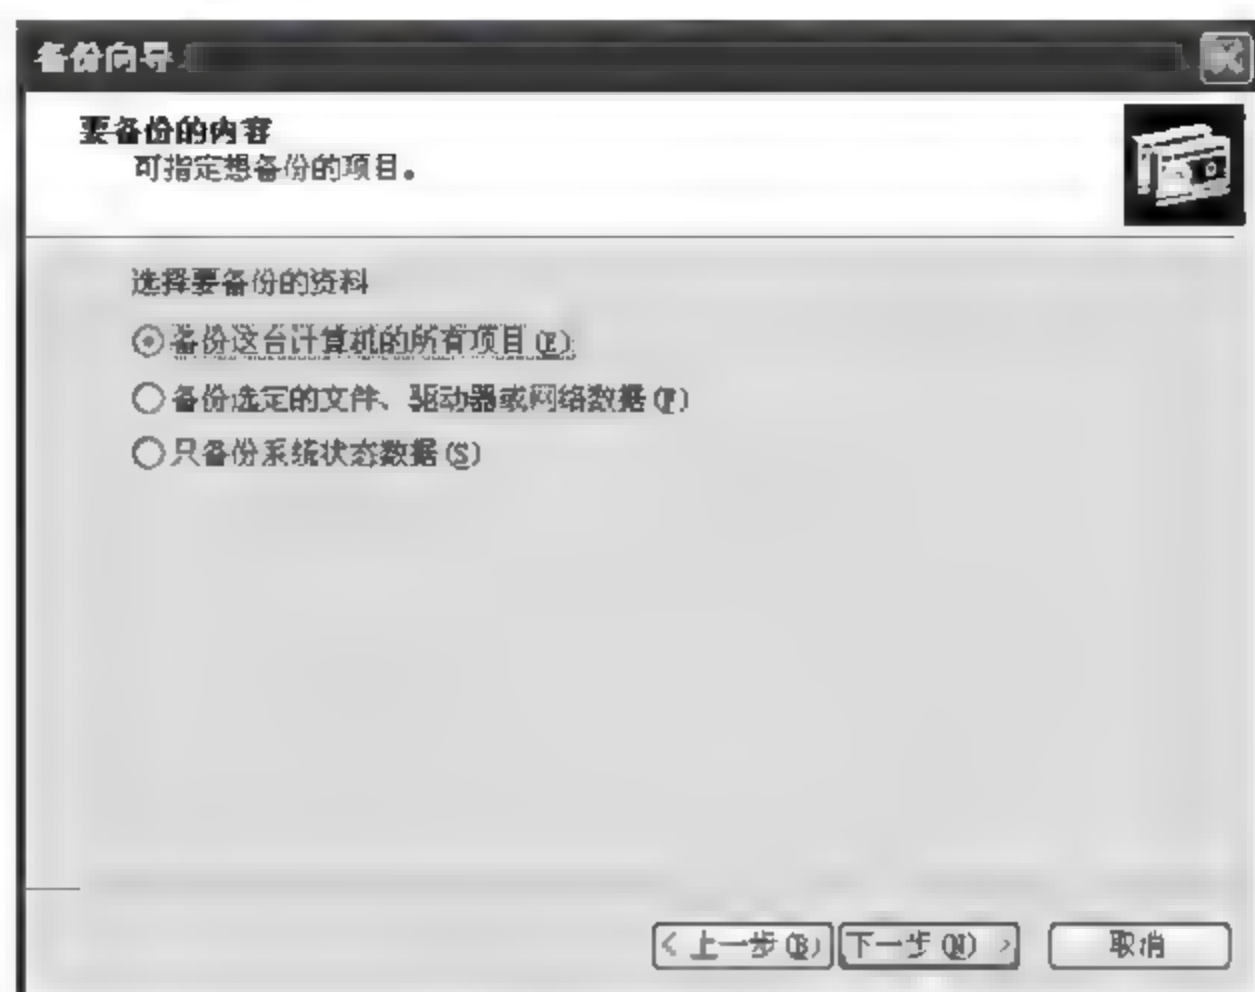 备份向导
要备份的内容
可指定想备份的项目。
选择要备份的资料
备份这台计算机的所有项目(E)
备份选定的文件、驱动器或网络数据(F)
只备份系统状态数据(S)
< 上一步(B) 下一步(N) > 取消